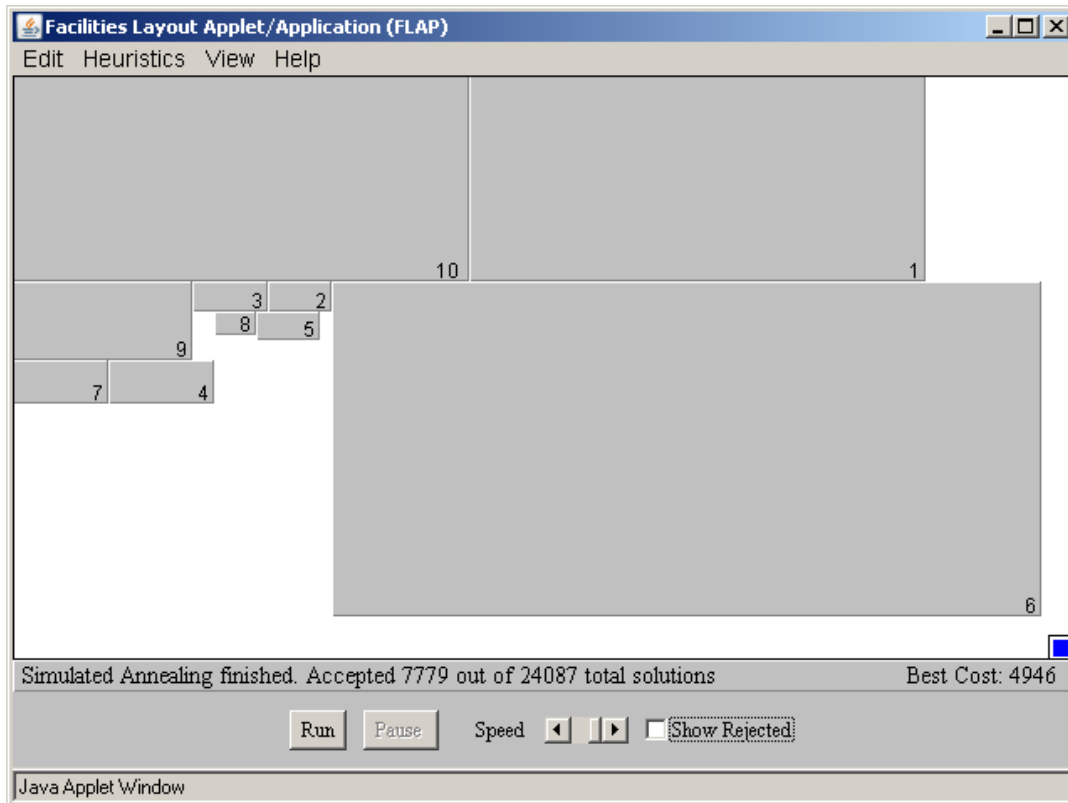 Facilities Layout Applet/Application (FLAP)
Edit Heuristics View Help
10 1
3 2
8 5
9
7 4
6
Simulated Annealing finished. Accepted 7779 out of 24087 total solutions Best Cost: 4946
Run Pause Speed Show Rejected
Java Applet Window